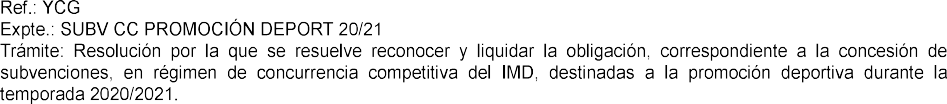 Ref.: YCG
Expte.: SUBV CC PROMOCIÓN DEPORT 20/21
Trámite: Resolución por la que se resuelve reconocer y liquidar la obligación, correspondiente a la concesión de
subvenciones, en régimen de concurrencia competitiva del IMD, destinadas a la promoción deportiva durante la
temporada 2020/2021.